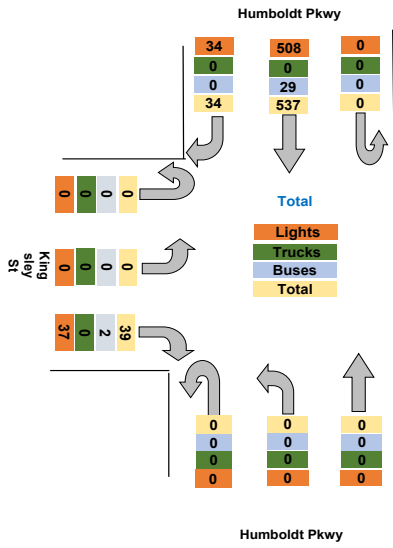 Humboldt Pkwy
34 508 0
0 0 0
0 29 0
34 537 0
0 0 0 0
Total
Lights
Trucks
Buses
Total
Kingsley
St
0 0 0 0
37 0 2 39
0 0 0
0 0 0
0 0 0
0 0 0
Humboldt Pkwy